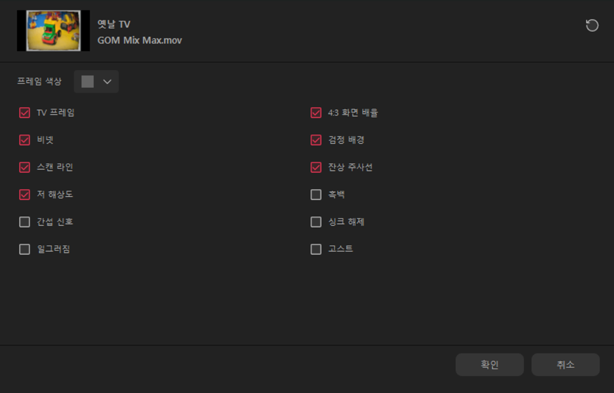 옛날 TV
GOM Mix Max.mov
프레임 색상
TV 프레임
4:3 화면 배율
비넷
검정 배경
스캔 라인
잔상 주사선
저 해상도
흑백
간섭 신호
싱크 해제
일그러짐
고스트
확인
취소